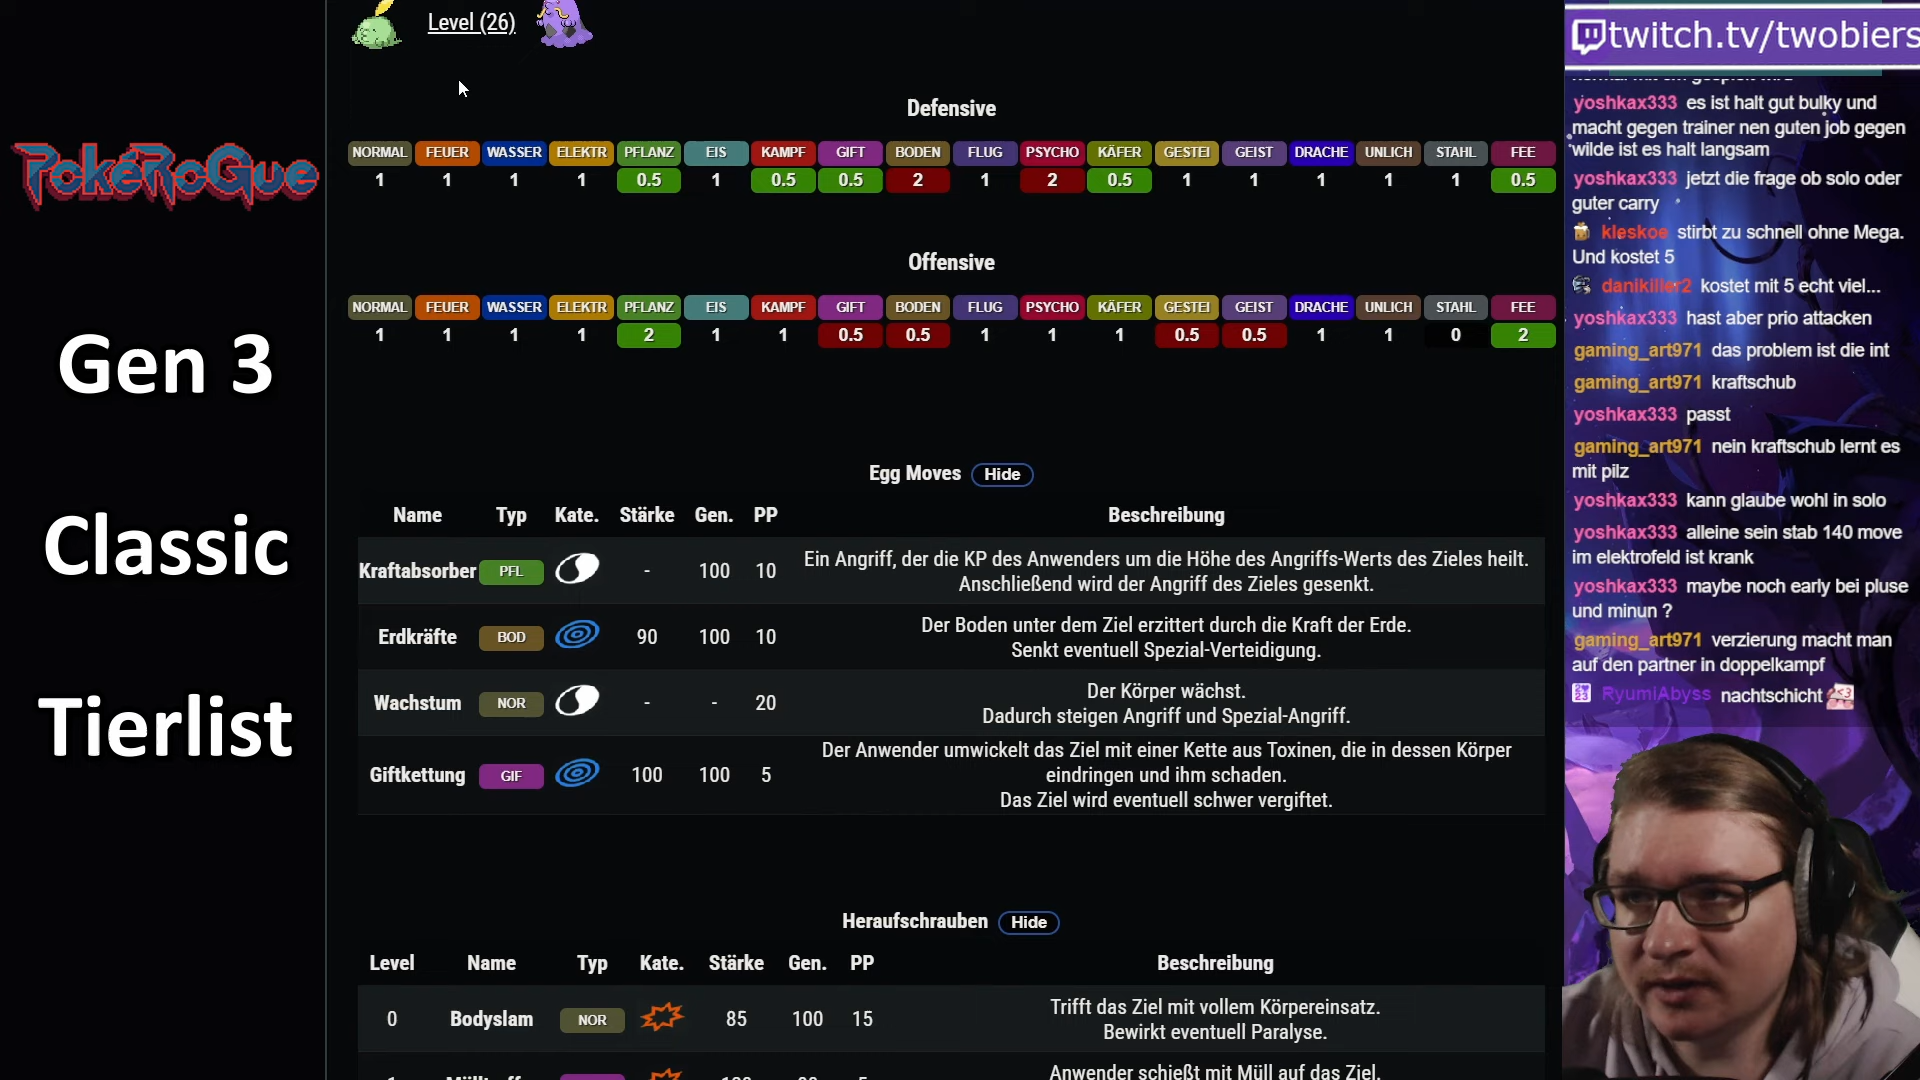 Level (26)
twitch.tv/twobiers
PokéRoGue
Gen 3
Classic
Tierlist
Defensive
NORMAL FEUER WASSER ELEKTR PFLANZ EIS KAMPF GIFT BODEN FLUG PSYCHO KÄFER GESTEI GEIST DRACHE UNLICH STAHL FEE
1 1 1 1 0.5 1 0.5 0.5 2 1 2 0.5 1 1 1 1 1 0.5
Offensive
NORMAL FEUER WASSER ELEKTR PFLANZ EIS KAMPF GIFT BODEN FLUG PSYCHO KÄFER GESTEI GEIST DRACHE UNLICH STAHL FEE
1 1 1 1 2 1 1 0.5 0.5 1 1 1 0.5 0.5 1 1 0 2
Egg Moves Hide
Name Typ Kate. Stärke Gen. PP Beschreibung
Kraftabsorber PFL - 100 10 Ein Angriff, der die KP des Anwenders um die Höhe des Angriffs-Werts des Zieles heilt.
Anschließend wird der Angriff des Zieles gesenkt.
Erdkräfte BOD 90 100 10 Der Boden unter dem Ziel erzittert durch die Kraft der Erde.
Senkt eventuell Spezial-Verteidigung.
Wachstum NOR - - 20 Der Körper wächst.
Dadurch steigen Angriff und Spezial-Angriff.
Giftkettung GIF 100 100 5 Der Anwender umwickelt das Ziel mit einer Kette aus Toxinen, die in dessen Körper
eindringen und ihm schaden.
Das Ziel wird eventuell schwer vergiftet.
Heraufschrauben Hide
Level Name Typ Kate. Stärke Gen. PP Beschreibung
0 Bodyslam NOR 85 100 15 Trifft das Ziel mit vollem Körpereinsatz.
Bewirkt eventuell Paralyse.
Anwender schießt mit Müll auf das Ziel.
yoshkax333 es ist halt gut bulky und
macht gegen trainer nen guten job gegen
wilde ist es halt langsam
yoshkax333 jetzt die frage ob solo oder
guter carry
kleskoe stirbt zu schnell ohne Mega.
Und kostet 5
danikiller2 kostet mit 5 echt viel...
yoshkax333 hast aber prio attacken
gaming_art971 das problem ist die int
gaming_art971 kraftschub
yoshkax333 passt
gaming_art971 nein kraftschub lernt es
mit pilz
yoshkax333 kann glaube wohl in solo
yoshkax333 alleine sein stab 140 move
im elektrofeld ist krank
yoshkax333 maybe noch early bei pluse
und minun ?
gaming_art971 verzierung macht man
auf den partner in doppelkampf
RyumiAbyss nachtschicht